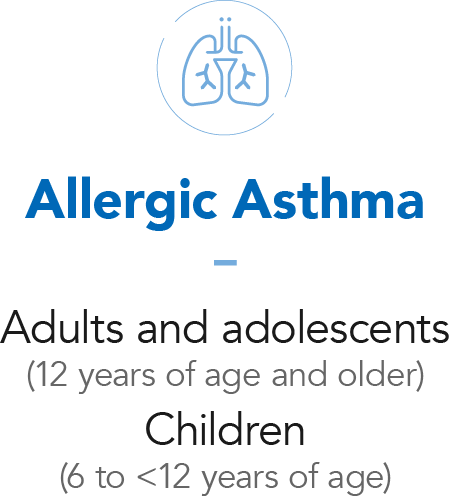 Allergic Asthma
–
Adults and adolescents
(12 years of age and older)
Children
(6 to <12 years of age)